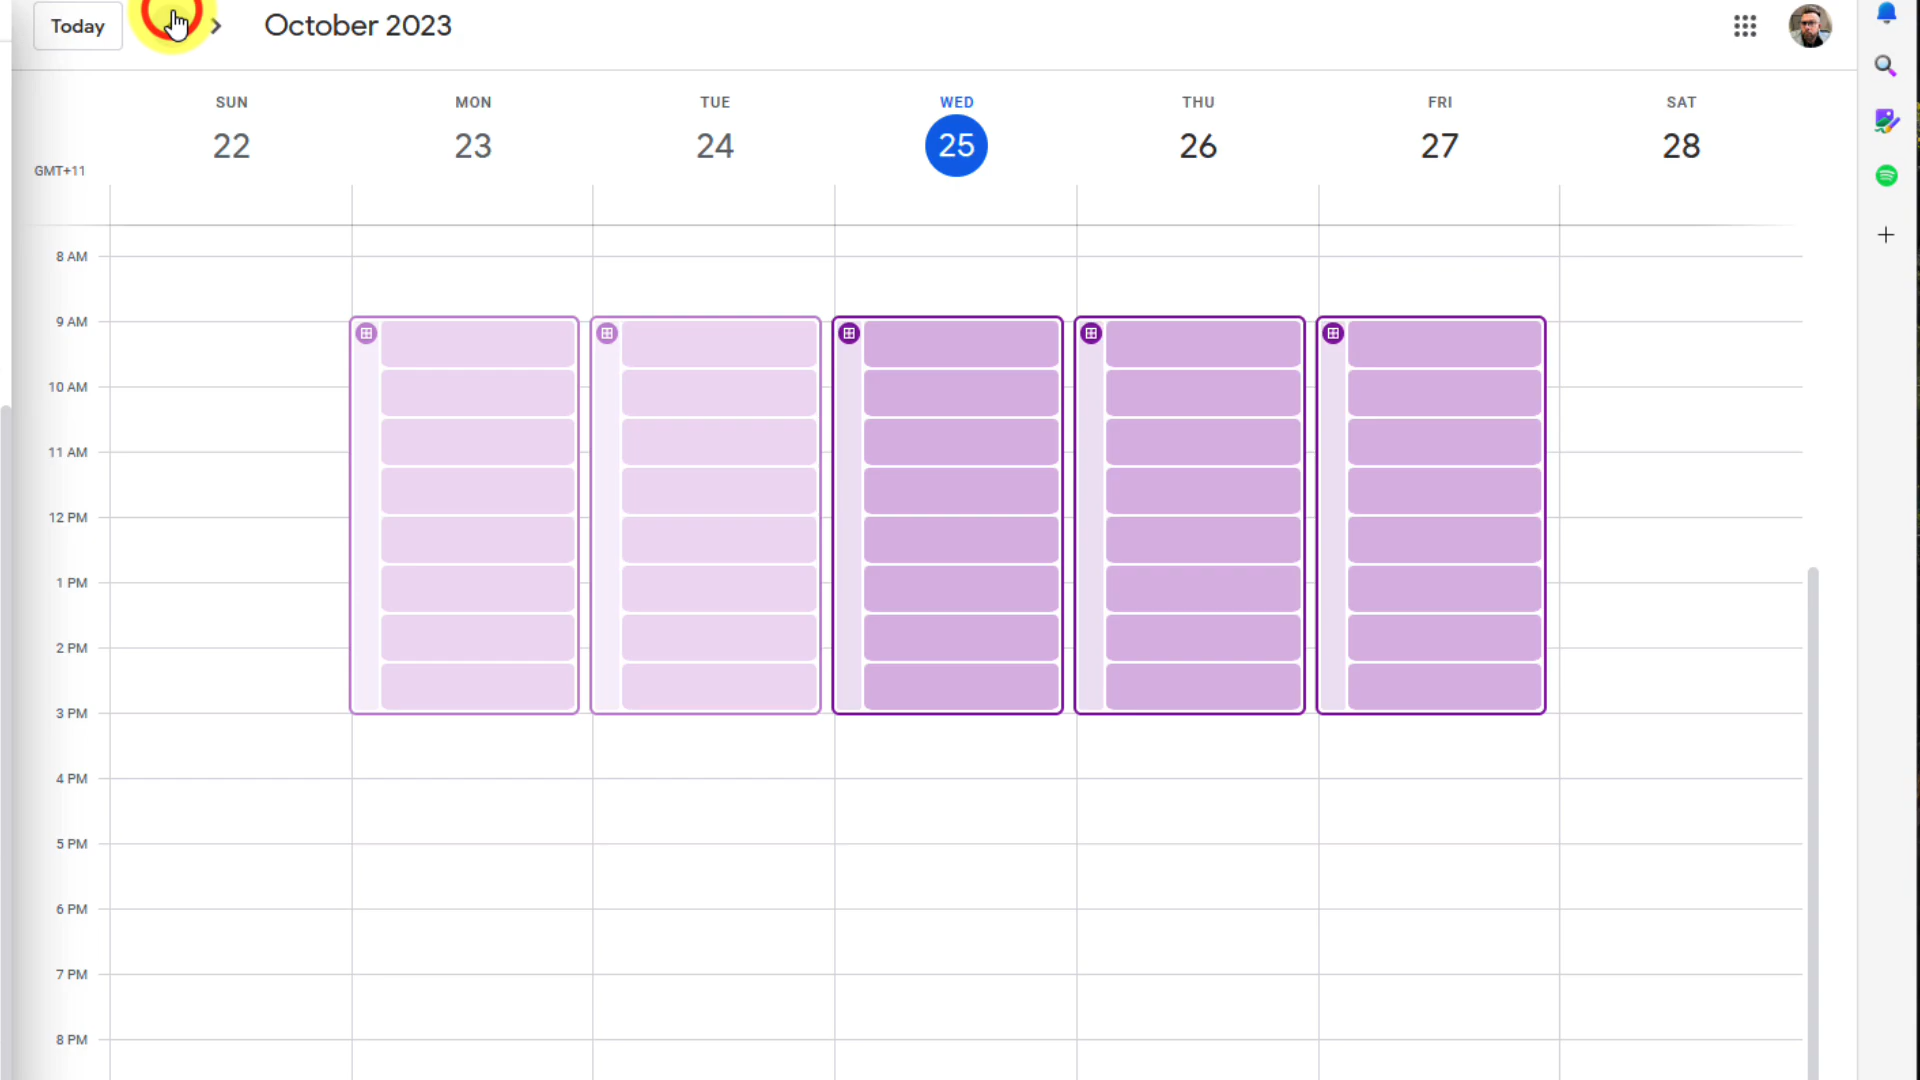 Today
October 2023
SUN MON TUE WED THU FRI SAT
22 23 24 25 26 27 28
GMT+11
8 AM
9 AM
10 AM
11 AM
12 PM
1 PM
2 PM
3 PM
4 PM
5 PM
6 PM
7 PM
8 PM